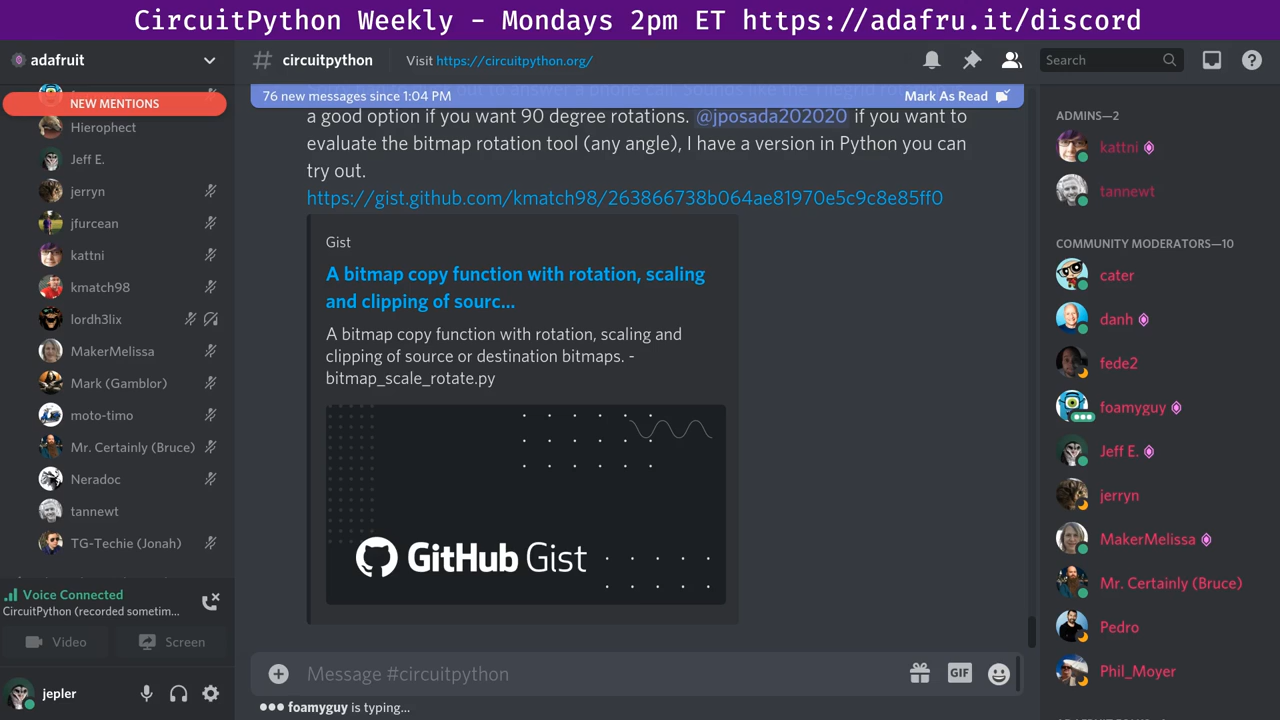 CircuitPython Weekly - Mondays 2pm ET https://adafru.it/discord
adafruit
NEW MENTIONS
Hierophect
Jeff E.
jerryn
jfurcean
kattni
kmatch98
lordh3lix
MakerMelissa
Mark (Gamblor)
moto-timo
Mr. Certainly (Bruce)
Neradoc
tannewt
TG-Techie (Jonah)
Voice Connected
CircuitPython (recorded sometim...
Video
Screen
jepler
circuitpython
Visit https://circuitpython.org/
76 new messages since 1:04 PM
Mark As Read
a good option if you want 90 degree rotations. @jposada202020 if you want to
evaluate the bitmap rotation tool (any angle), I have a version in Python you can
try out.
https://gist.github.com/kmatch98/263866738b064ae81970e5c9c8e85ff0
Gist
A bitmap copy function with rotation, scaling
and clipping of sourc...
A bitmap copy function with rotation, scaling and
clipping of source or destination bitmaps. -
bitmap_scale_rotate.py
GitHub Gist
Message #circuitpython
GIF
foamyguy is typing...
Search
ADMINS—2
kattni
tannewt
COMMUNITY MODERATORS—10
cater
danh
fede2
foamyguy
Jeff E.
jerryn
MakerMelissa
Mr. Certainly (Bruce)
Pedro
Phil_Moyer